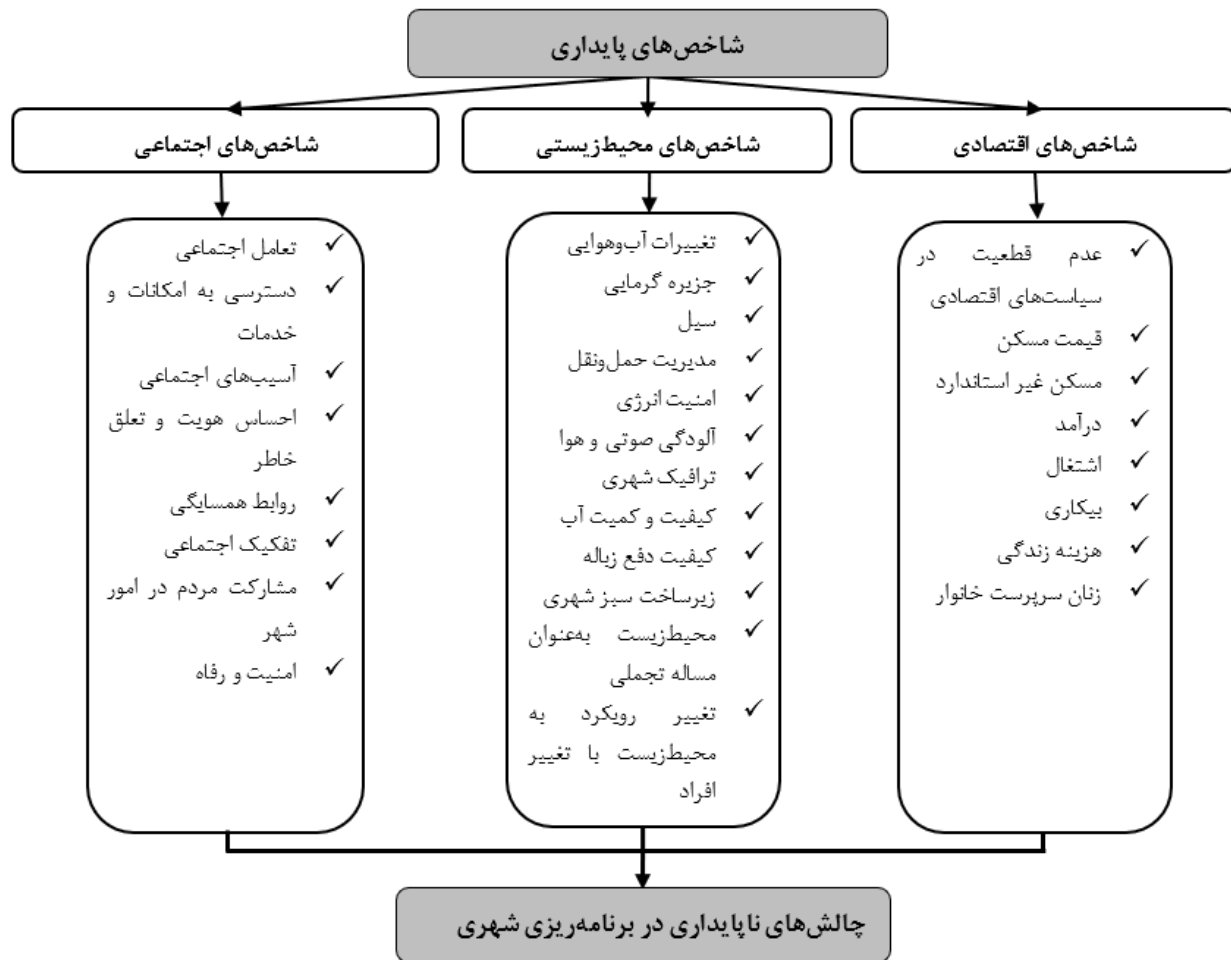 شاخص‌های پایداری
شاخص‌های اقتصادی
شاخص‌های محیط‌زیستی
شاخص‌های اجتماعی
عدم قطعیت در
سیاست‌های اقتصادی
قیمت مسکن
مسکن غیر استاندارد
درآمد
اشتغال
بیکاری
هزینه زندگی
زنان سرپرست خانوار
تغییرات آب‌وهوایی
جزیره گرمایی
سیل
مدیریت حمل‌ونقل
امنیت انرژی
آلودگی صوتی و هوا
ترافیک شهری
کیفیت و کمیت آب
کیفیت دفع زباله
زیرساخت سبز شهری
محیط‌زیست به‌عنوان
مساله تجملی
تغییر رویکرد به
محیط‌زیست با تغییر
افراد
تعامل اجتماعی
دسترسی به امکانات و
خدمات
آسیب‌های اجتماعی
احساس هویت و تعلق
خاطر
روابط همسایگی
تفکیک اجتماعی
مشارکت مردم در امور
شهر
امنیت و رفاه
چالش‌های ناپایداری در برنامه‌ریزی شهری